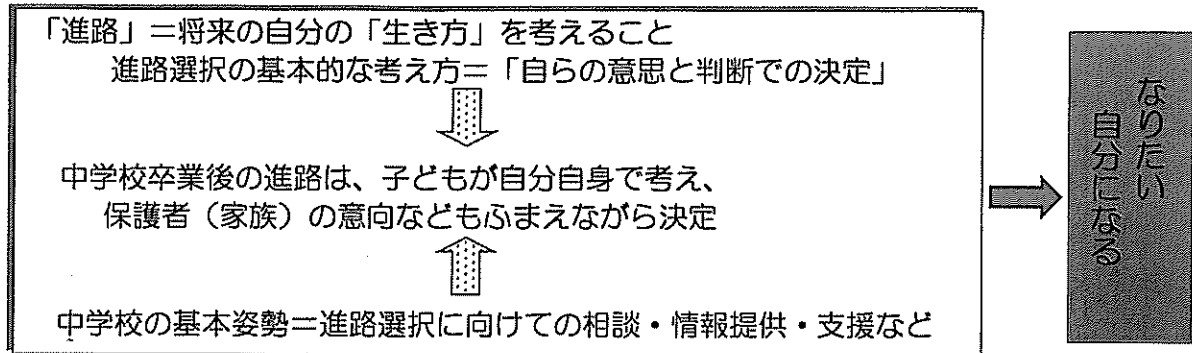 「進路」＝将来の自分の「生き方」を考えること
進路選択の基本的な考え方＝「自らの意思と判断での決定」
中学校卒業後の進路は、子どもが自分自身で考え、
保護者（家族）の意向などもふまえながら決定
中学校の基本姿勢＝進路選択に向けての相談・情報提供・支援など
なりたい
自分になる